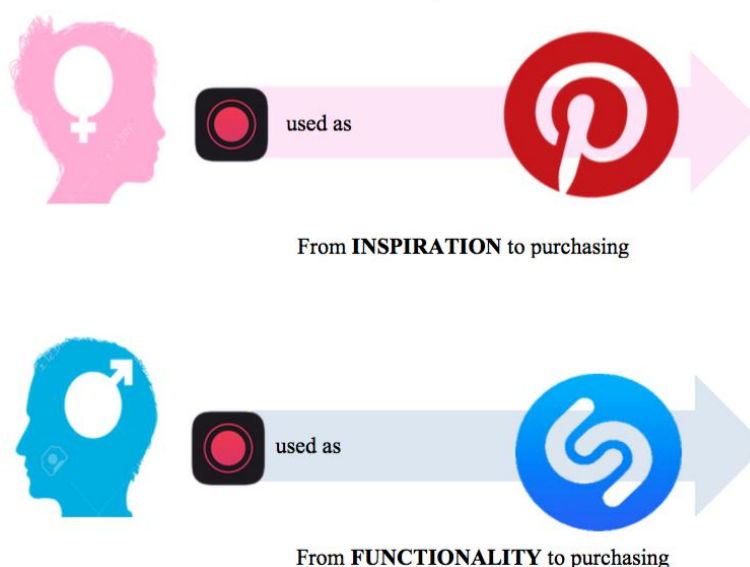 used as
From INSPIRATION to purchasing
used as
From FUNCTIONALITY to purchasing